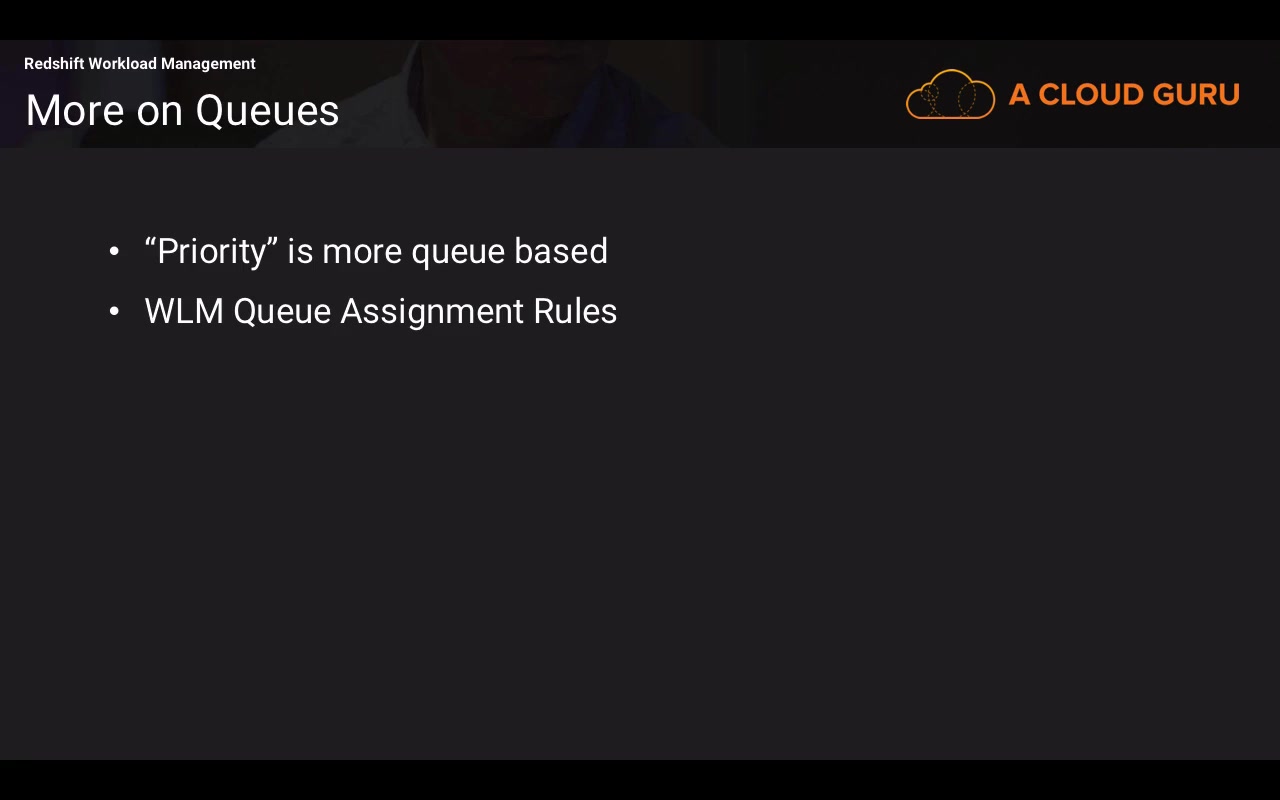 Redshift Workload Management
More on Queues
A CLOUD GURU
• “Priority” is more queue based
• WLM Queue Assignment Rules